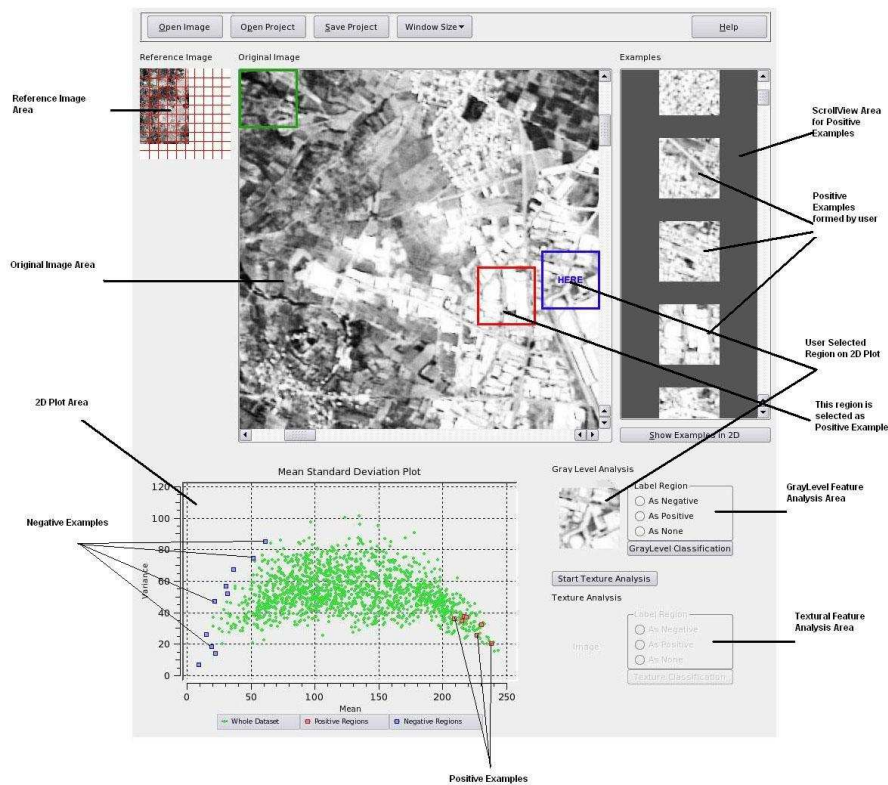 Open Image
Open Project
Save Project
Window Size
Help
Reference Image
Original Image
Examples
Reference Image
Area
ScrollView Area
for Positive
Examples
Positive
Examples
formed by user
Original Image Area
HERE
User Selected
Region on 2D Plot
2D Plot Area
This region is
selected as
Positive Example
Show Examples in 2D
Mean Standard Deviation Plot
Gray Level Analysis
Label Region
As Negative
As Positive
As None
GrayLevel Classification
GrayLevel Feature
Analysis Area
Negative Examples
120
100
80
60
40
20
0
Variance
0
50
100
150
200
250
Mean
Whole Dataset
Positive Regions
Negative Regions
Start Texture Analysis
Texture Analysis
Image
Label Region
As Negative
As Positive
As None
Texture Classification
Textural Feature
Analysis Area
Positive Examples